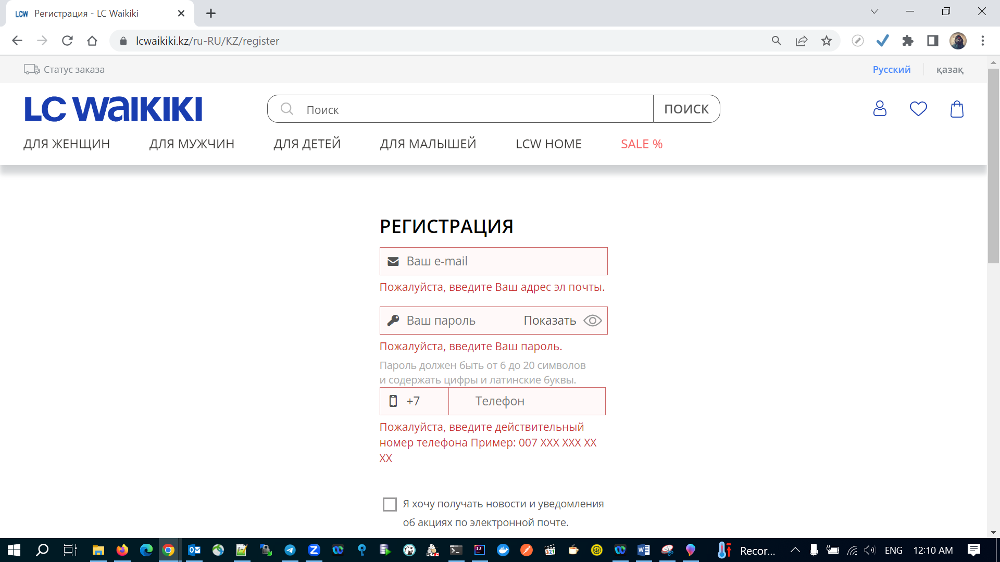 LCW Регистрация - LC Waikiki
lcwaikiki.kz/ru-RU/KZ/register
Статус заказа
Русский
қазақ
LC WAIKIKI
Поиск
ПОИСК
ДЛЯ ЖЕНЩИН
ДЛЯ МУЖЧИН
ДЛЯ ДЕТЕЙ
ДЛЯ МАЛЫШЕЙ
LCW HOME
SALE %
РЕГИСТРАЦИЯ
Ваш e-mail
Пожалуйста, введите Ваш адрес эл почты.
Ваш пароль
Показать
Пожалуйста, введите Ваш пароль.
Пароль должен быть от 6 до 20 символов
и содержать цифры и латинские буквы.
+7
Телефон
Пожалуйста, введите действительный
номер телефона Пример: 007 XXX XXX XX
XX
Я хочу получать новости и уведомления
об акциях по электронной почте.
Recor...
ENG
12:10 AM